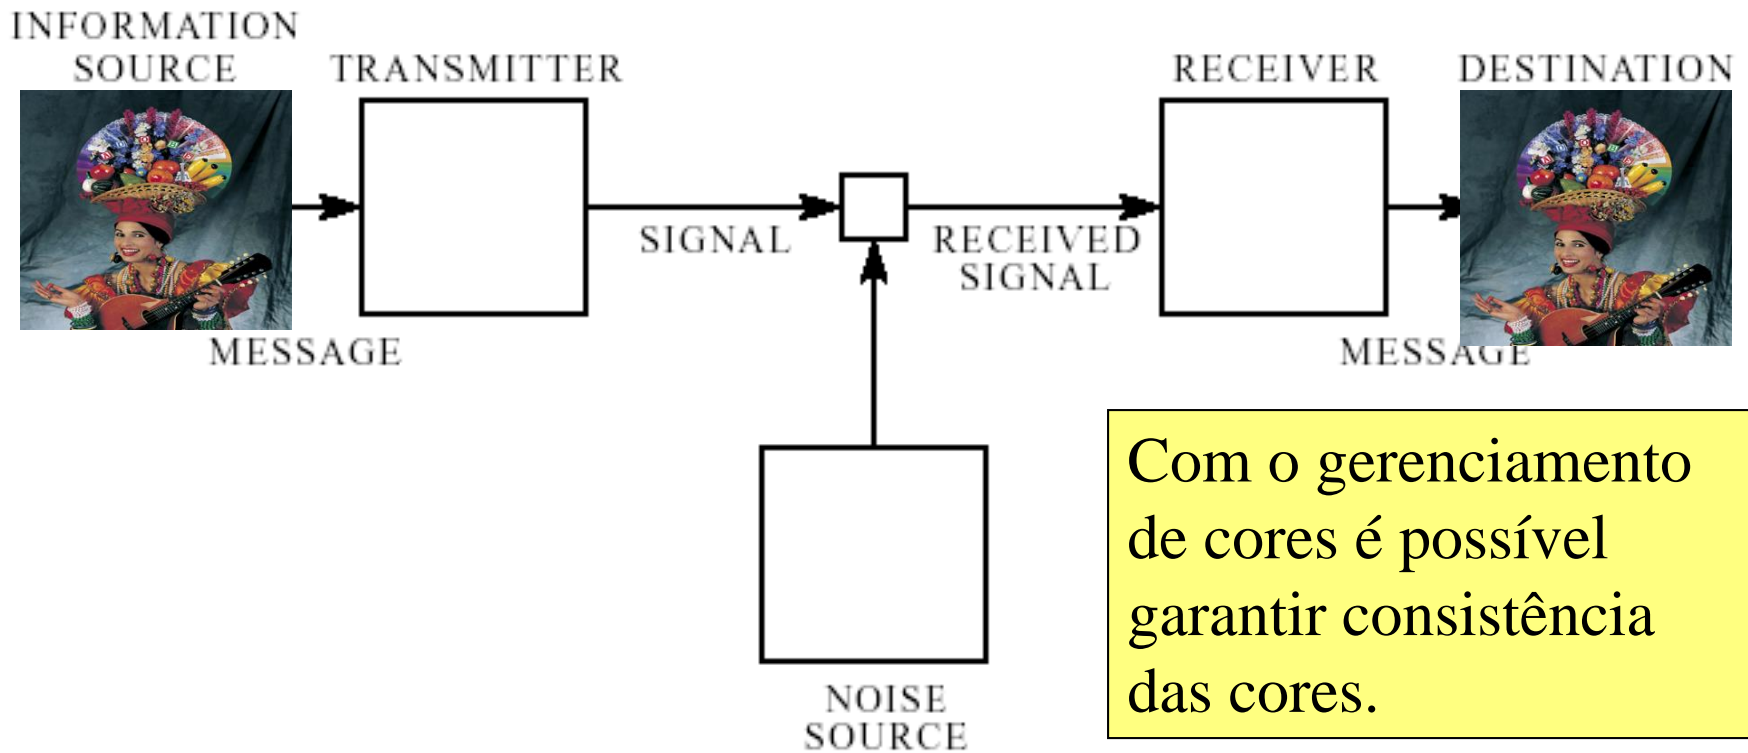 INFORMATION
SOURCE
TRANSMITTER
RECEIVER
DESTINATION
SIGNAL
RECEIVED
SIGNAL
MESSAGE
MESSAGE
NOISE
SOURCE
Com o gerenciamento
de cores é possível
garantir consistência
das cores.